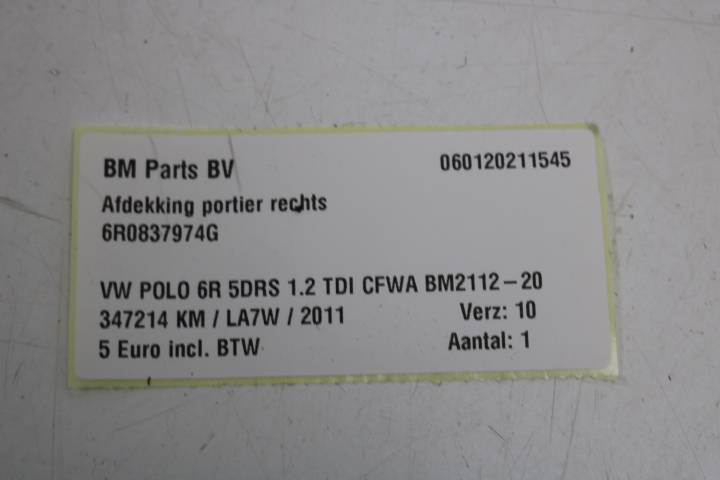 BM Parts BV 060120211545
Afdekking portier rechts
6R0837974G
VW POLO 6R 5DRS 1.2 TDI CFWA BM2112-20
347214 KM / LA7W / 2011 Verz: 10
5 Euro incl. BTW Aantal: 1